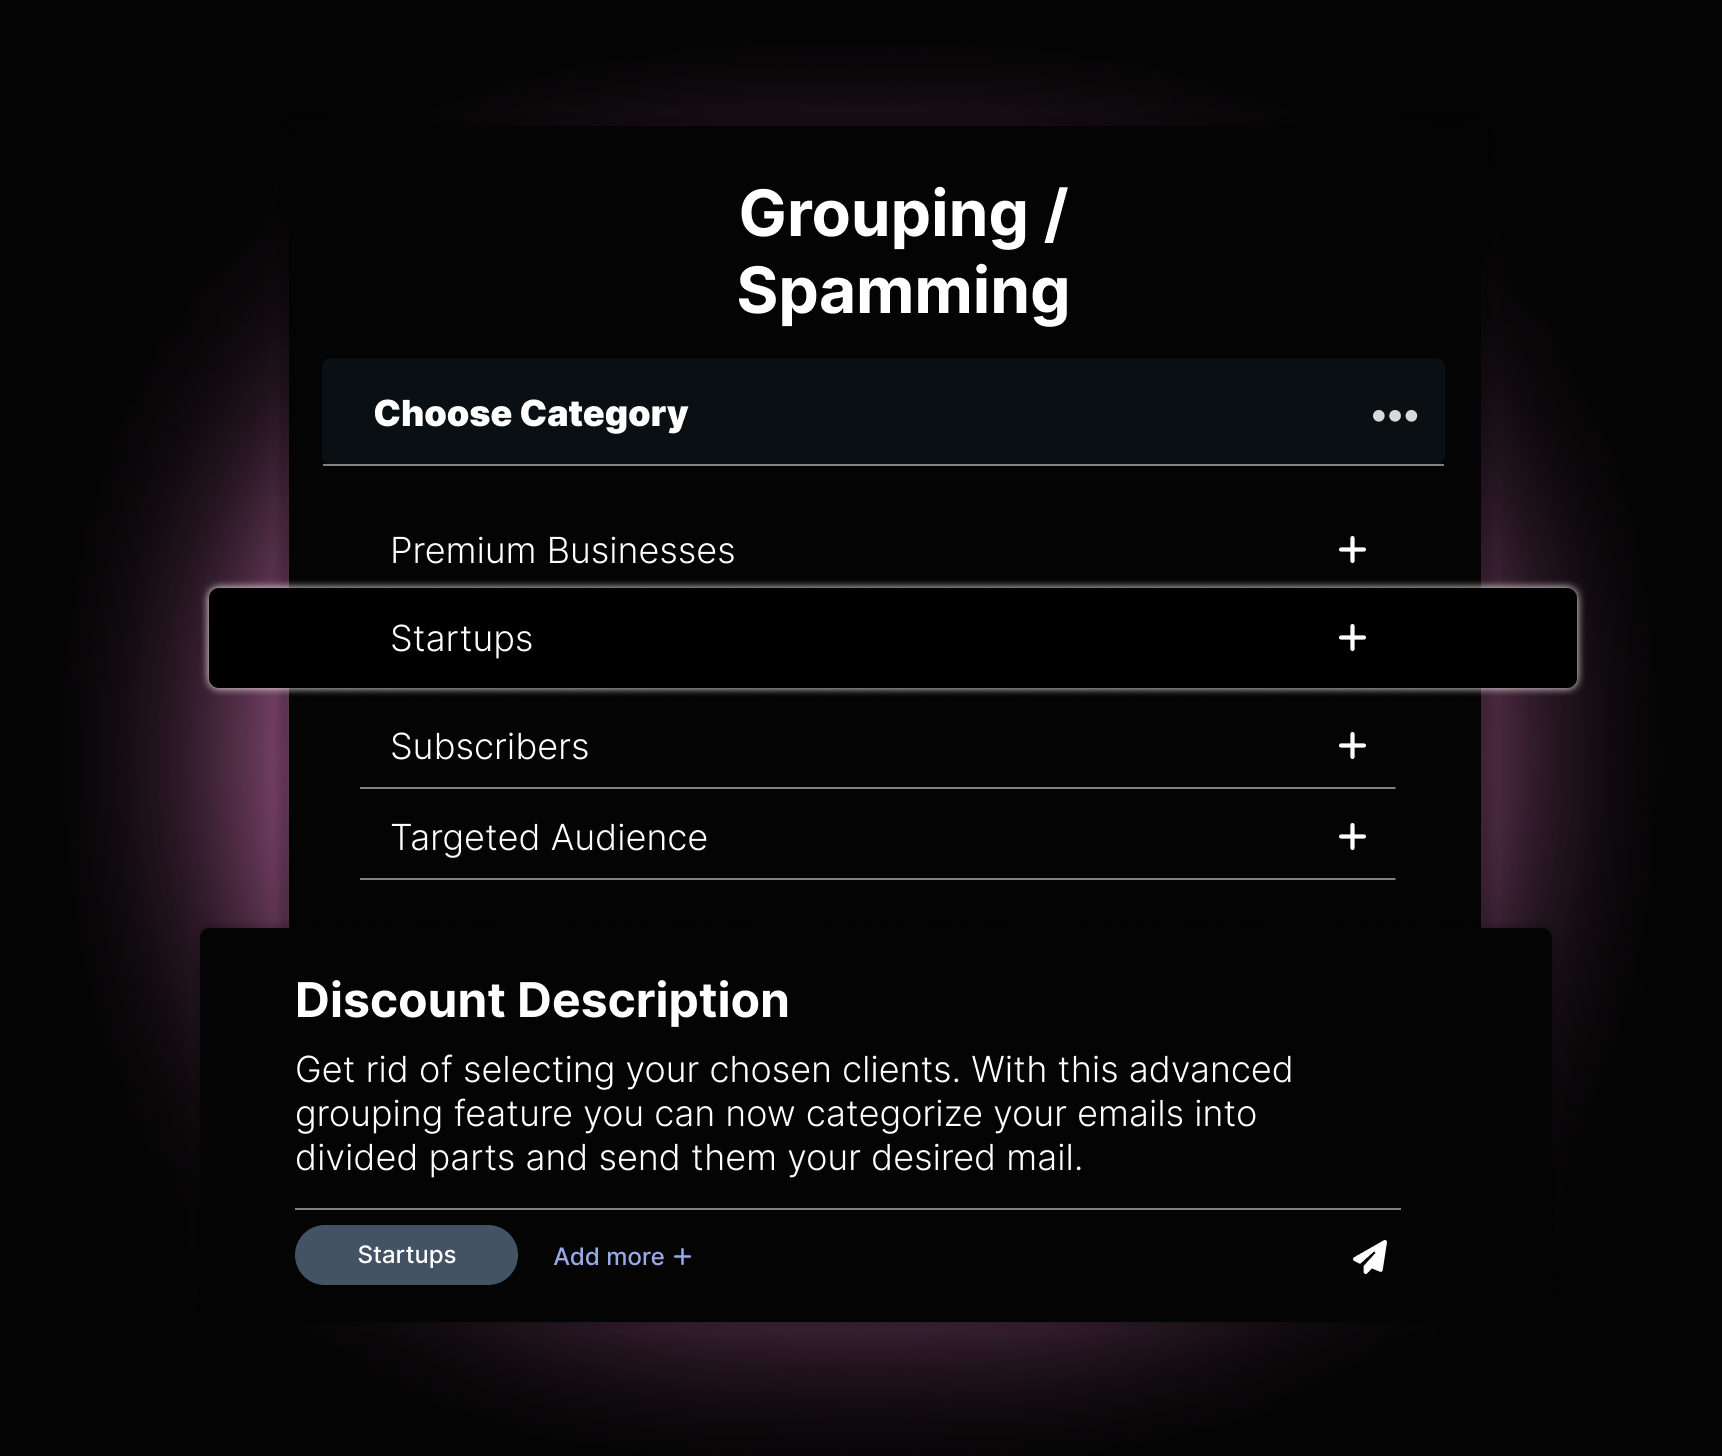 Grouping /
Spamming
Choose Category
Premium Businesses
Startups
Subscribers
Targeted Audience
Discount Description
Get rid of selecting your chosen clients. With this advanced
grouping feature you can now categorize your emails into
divided parts and send them your desired mail.
Startups
Add more +